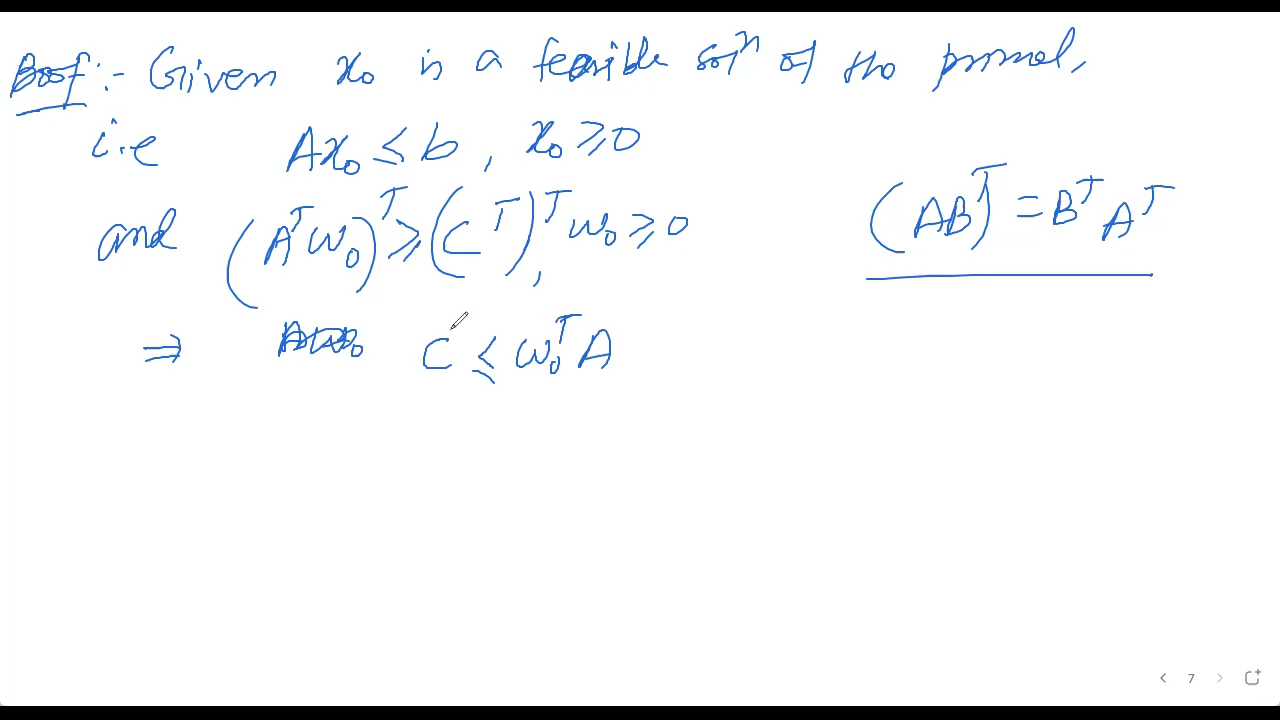 Proof :- Given x₀ is a feasible solⁿ of the primal,
i.e Ax₀ ≤ b , x₀ ≥ 0
and (Aᵀw₀)ᵀ ≥ (Cᵀ)ᵀ, w₀ ≥ 0
(AB)ᵀ = BᵀAᵀ
⇒ C ≤ w₀ᵀA
7